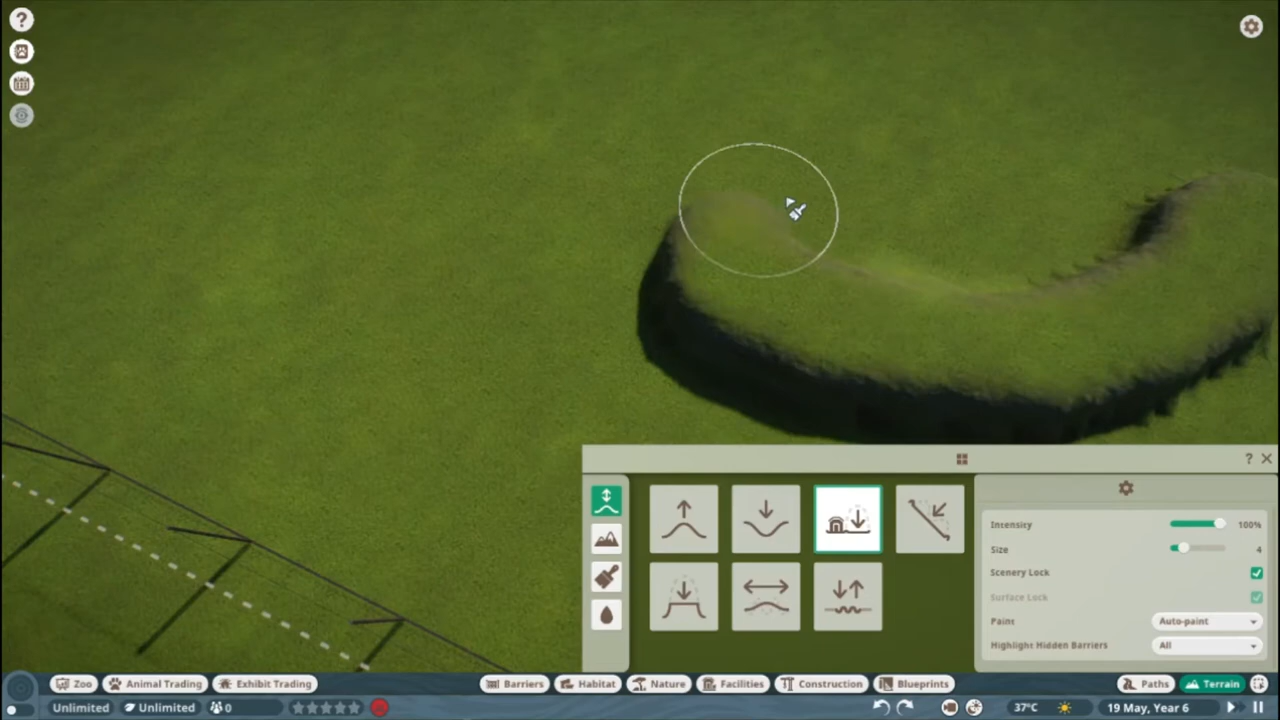 ?
? ×
Intensity 100%
Size 4
Scenery Lock
Surface Lock
Paint Auto-paint
Highlight Hidden Barriers All
Zoo Animal Trading Exhibit Trading Barriers Habitat Nature Facilities Construction Blueprints Paths Terrain
Unlimited Unlimited 0 37°C 19 May, Year 6